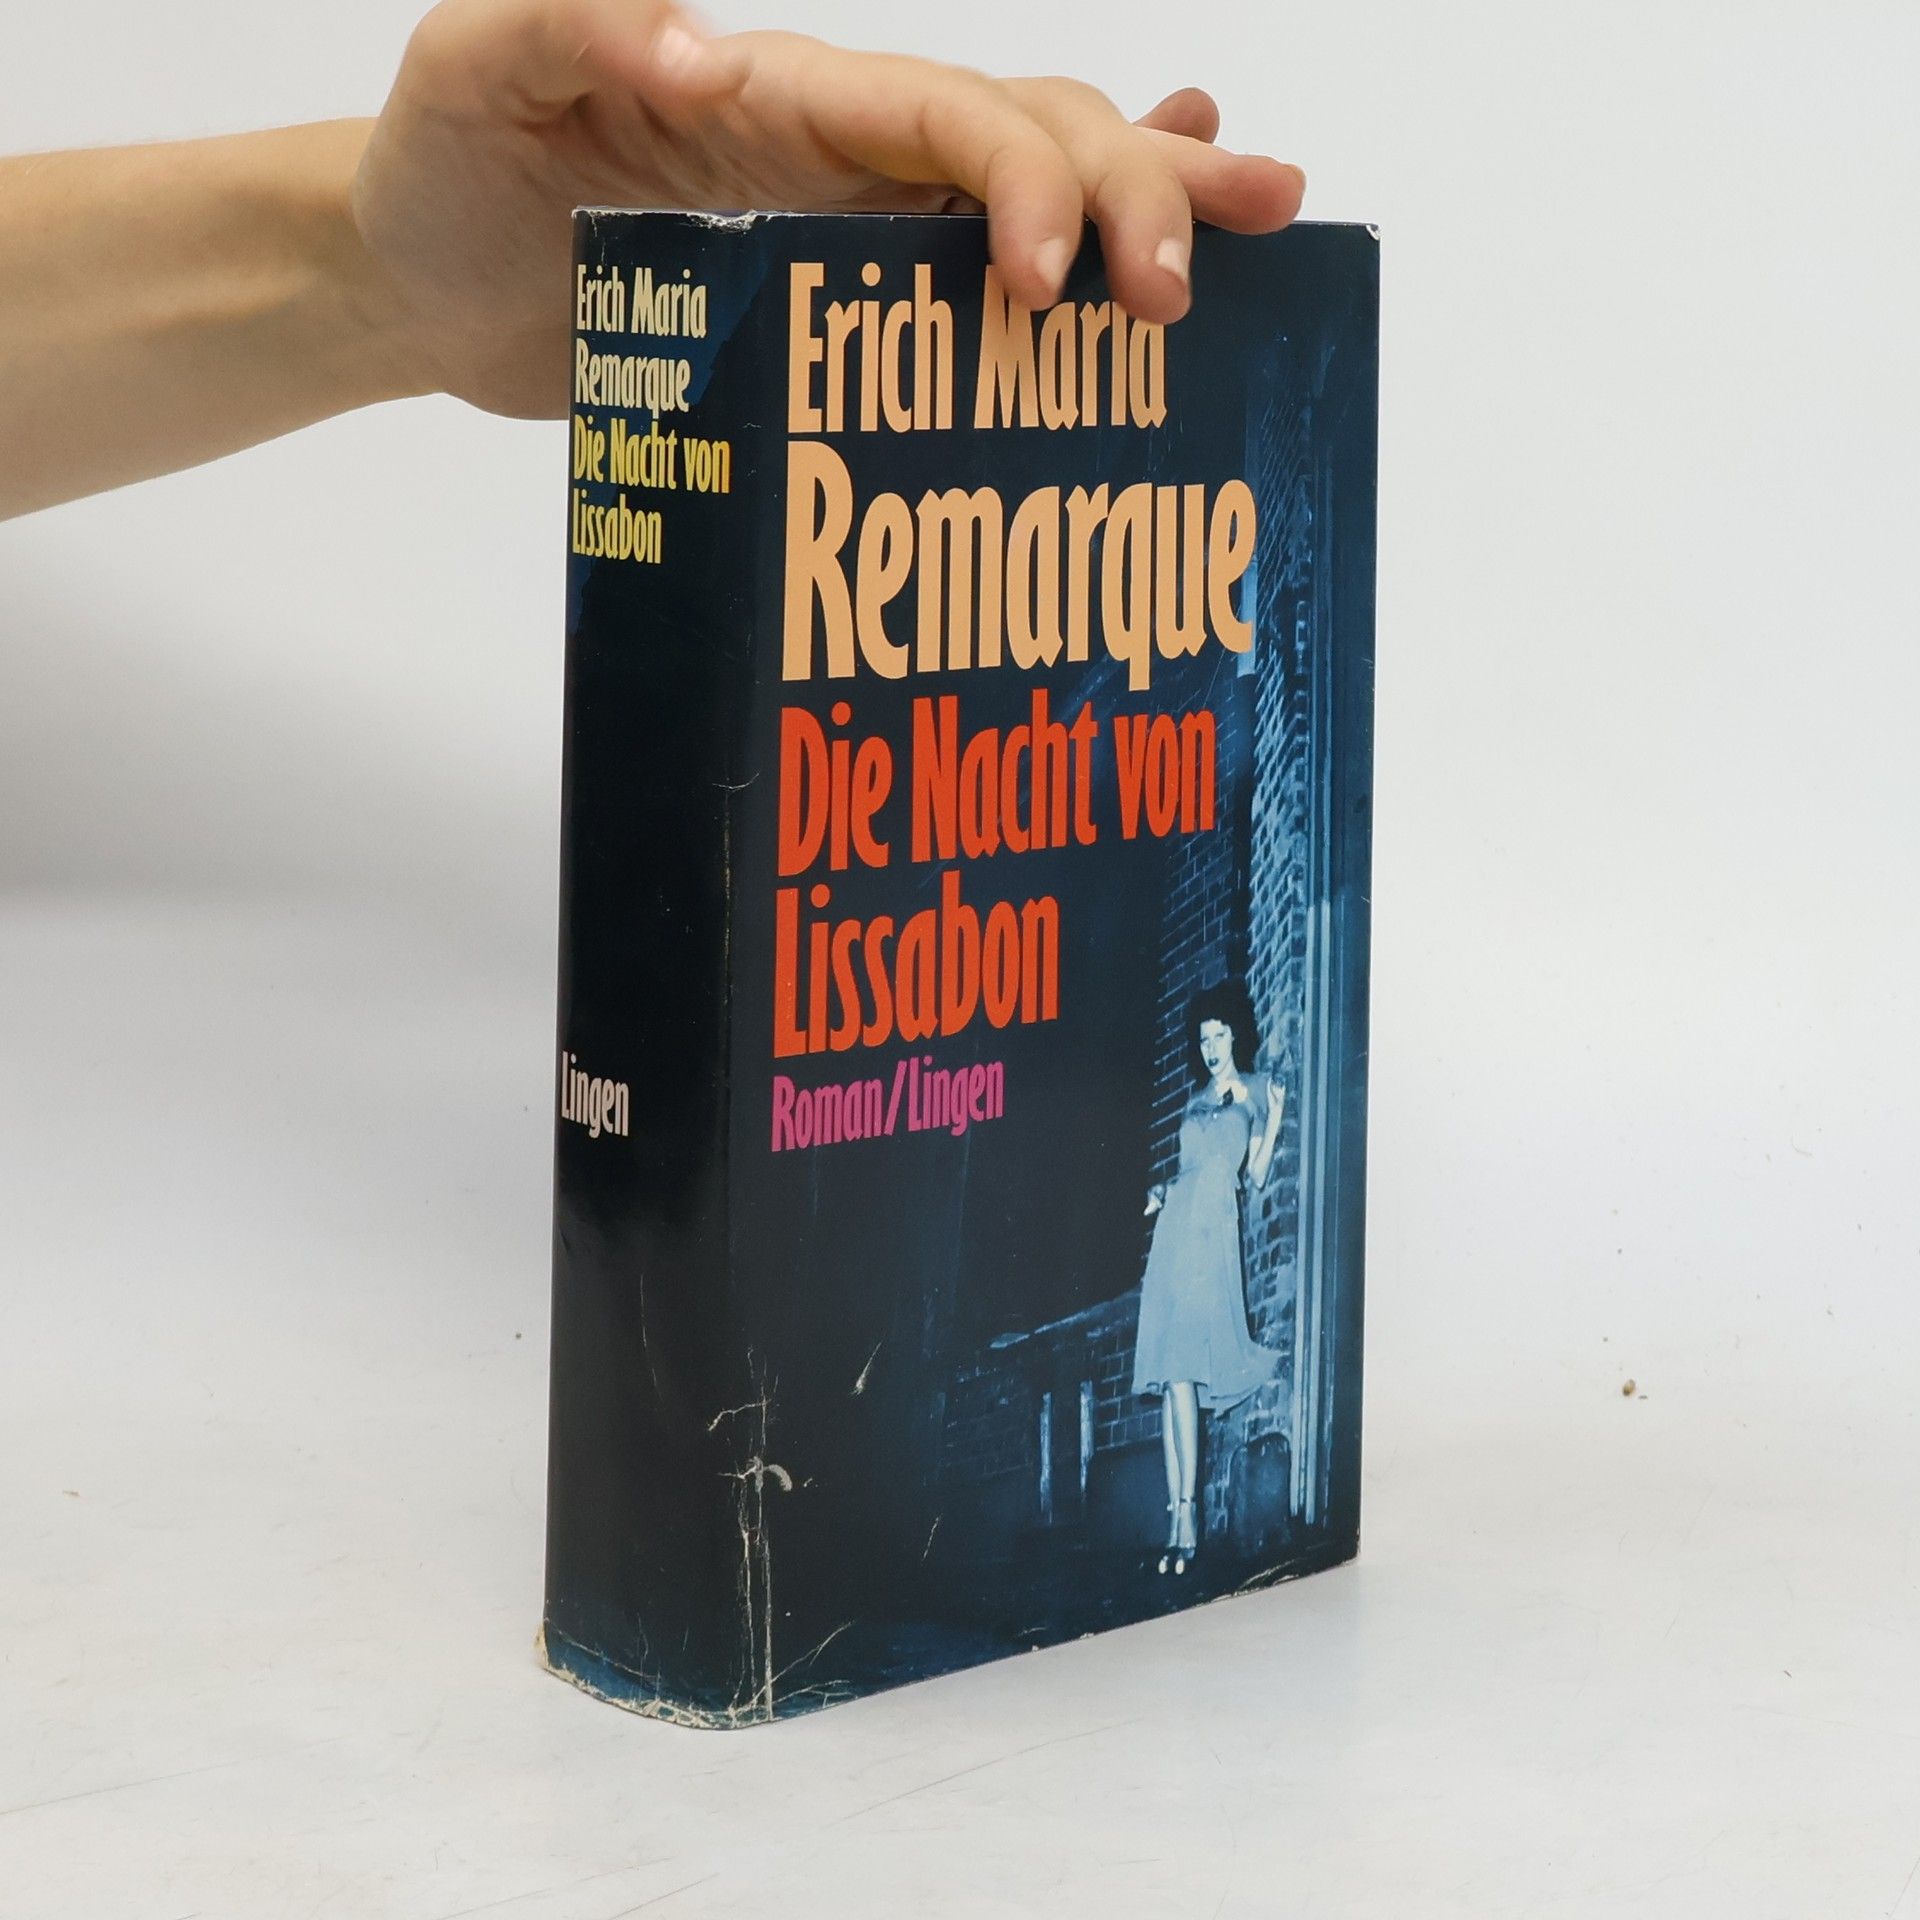 Erich Maria
Remarque
Die Nacht von
Lissabon
Lingen
Erich Maria
Remarque
Die Nacht von
Lissabon
Roman/Lingen